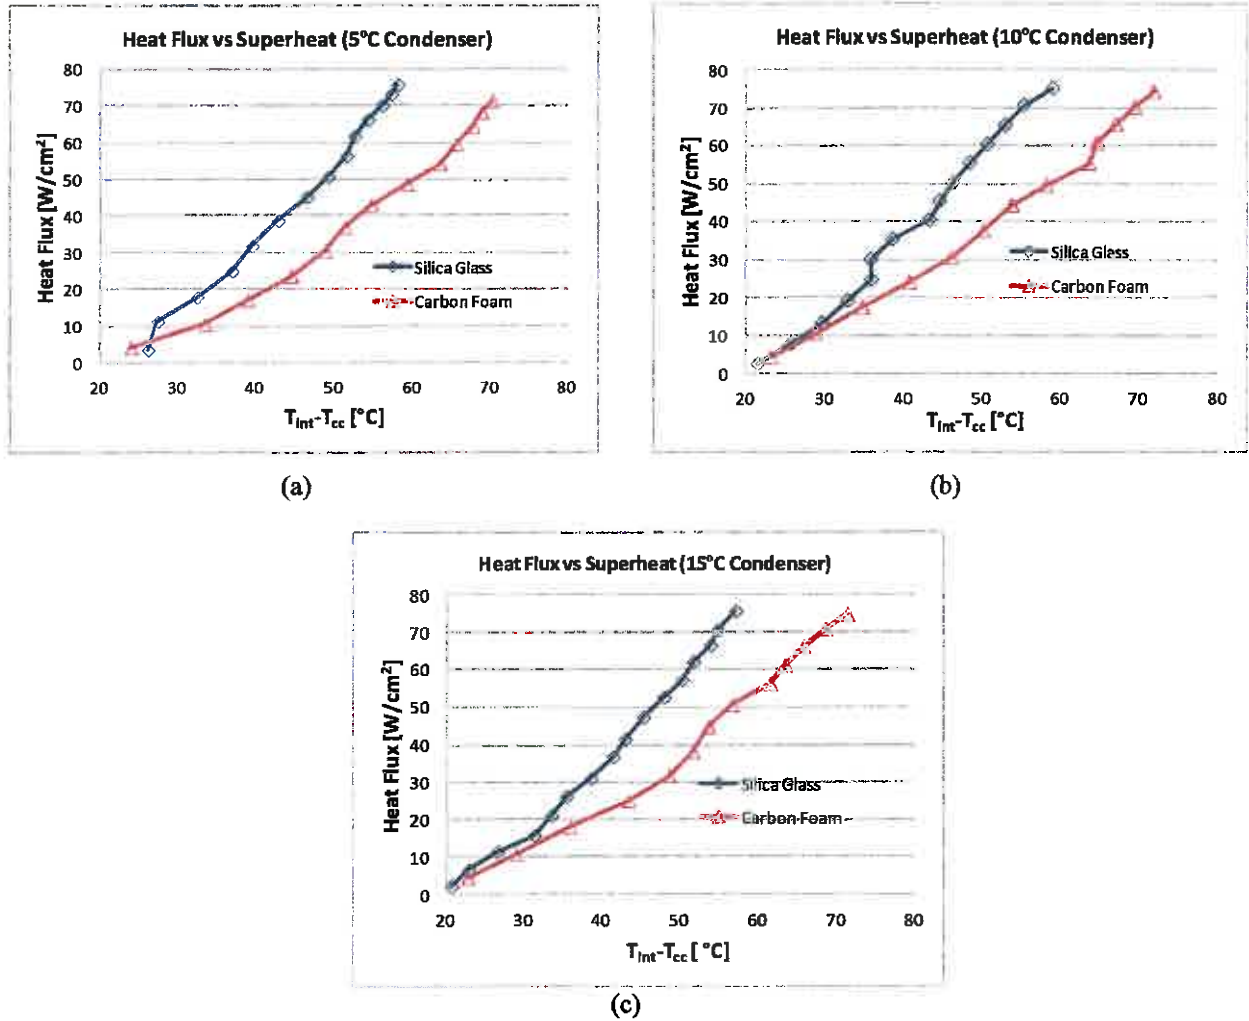 Heat Flux vs Superheat (5°C Condenser)
80
70
60
50
40
30
20
10
0
Heat Flux [W/cm²]
Silica Glass
Carbon Foam
20 30 40 50 60 70 80
T_int-T_cc [°C]
(a)
Heat Flux vs Superheat (10°C Condenser)
80
70
60
50
40
30
20
10
0
Heat Flux [W/cm²]
Silica Glass
Carbon Foam
20 30 40 50 60 70 80
T_int-T_cc [°C]
(b)
Heat Flux vs Superheat (15°C Condenser)
80
70
60
50
40
30
20
10
0
Heat Flux [W/cm²]
Silica Glass
Carbon Foam
20 30 40 50 60 70 80
T_int-T_cc [°C]
(c)